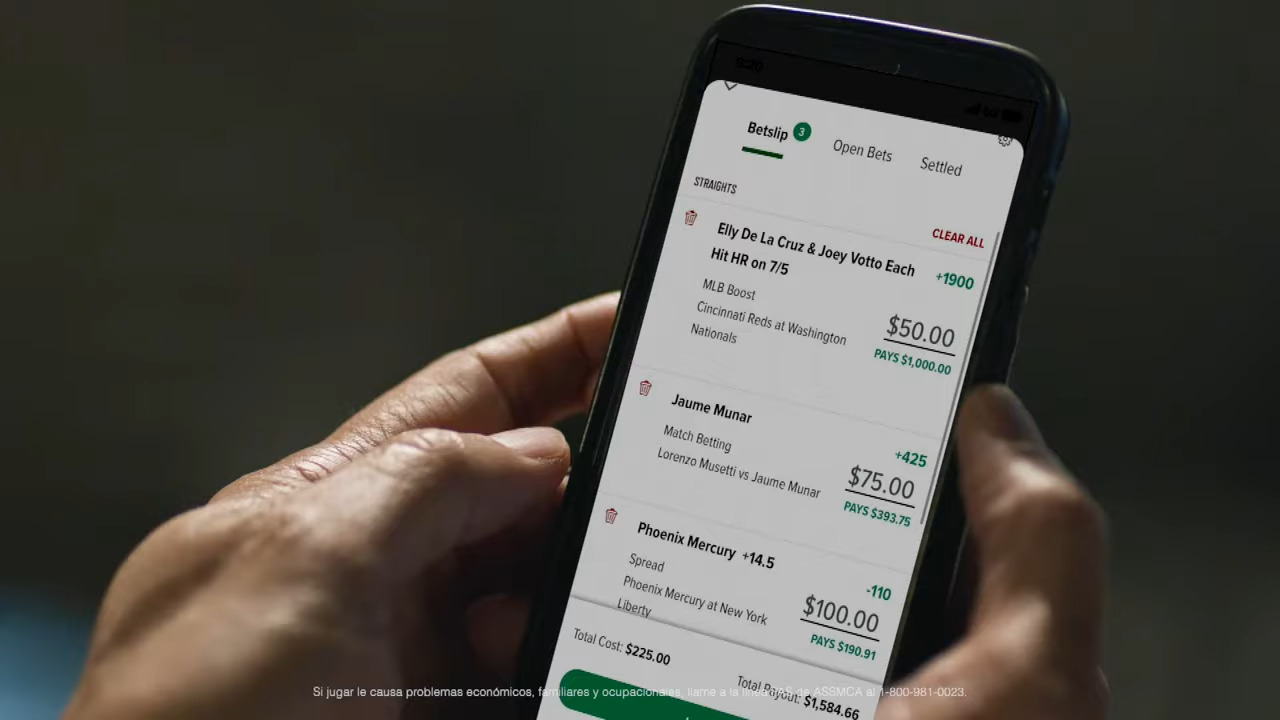 9:20
Betslip 3
Open Bets
Settled
STRAIGHTS
CLEAR ALL
Elly De La Cruz & Joey Votto Each
Hit HR on 7/5
+1900
MLB Boost
Cincinnati Reds at Washington
Nationals
$50.00
PAYS $1,000.00
Jaume Munar
+425
Match Betting
Lorenzo Musetti vs Jaume Munar
$75.00
PAYS $393.75
Phoenix Mercury +14.5
-110
Spread
Phoenix Mercury at New York
Liberty
$100.00
PAYS $190.91
Total Cost: $225.00
Total Payout: $1,584.66
Si jugar le causa problemas económicos, familiares y ocupacionales, llame a la línea PAS de ASSMCA al 1-800-981-0023.